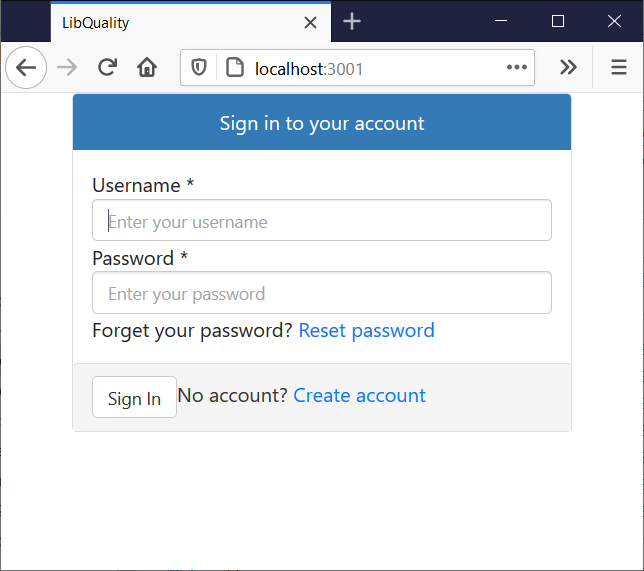 LibQuality
localhost:3001
Sign in to your account
Username *
Enter your username
Password *
Enter your password
Forget your password? Reset password
Sign In No account? Create account